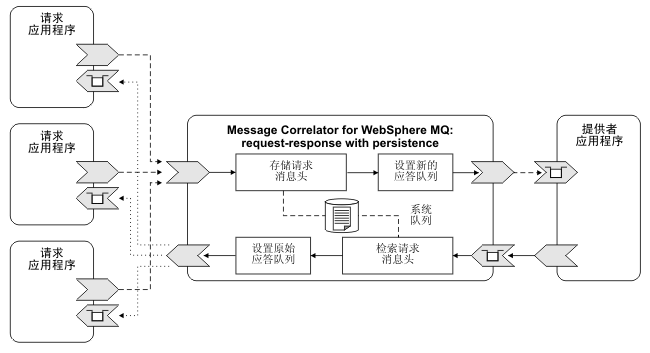 请求
应用程序
请求
应用程序
请求
应用程序
Message Correlator for WebSphere MQ:
request-response with persistence
存储请求
消息头
设置新的
应答队列
系统
队列
设置原始
应答队列
检索请求
消息头
提供者
应用程序